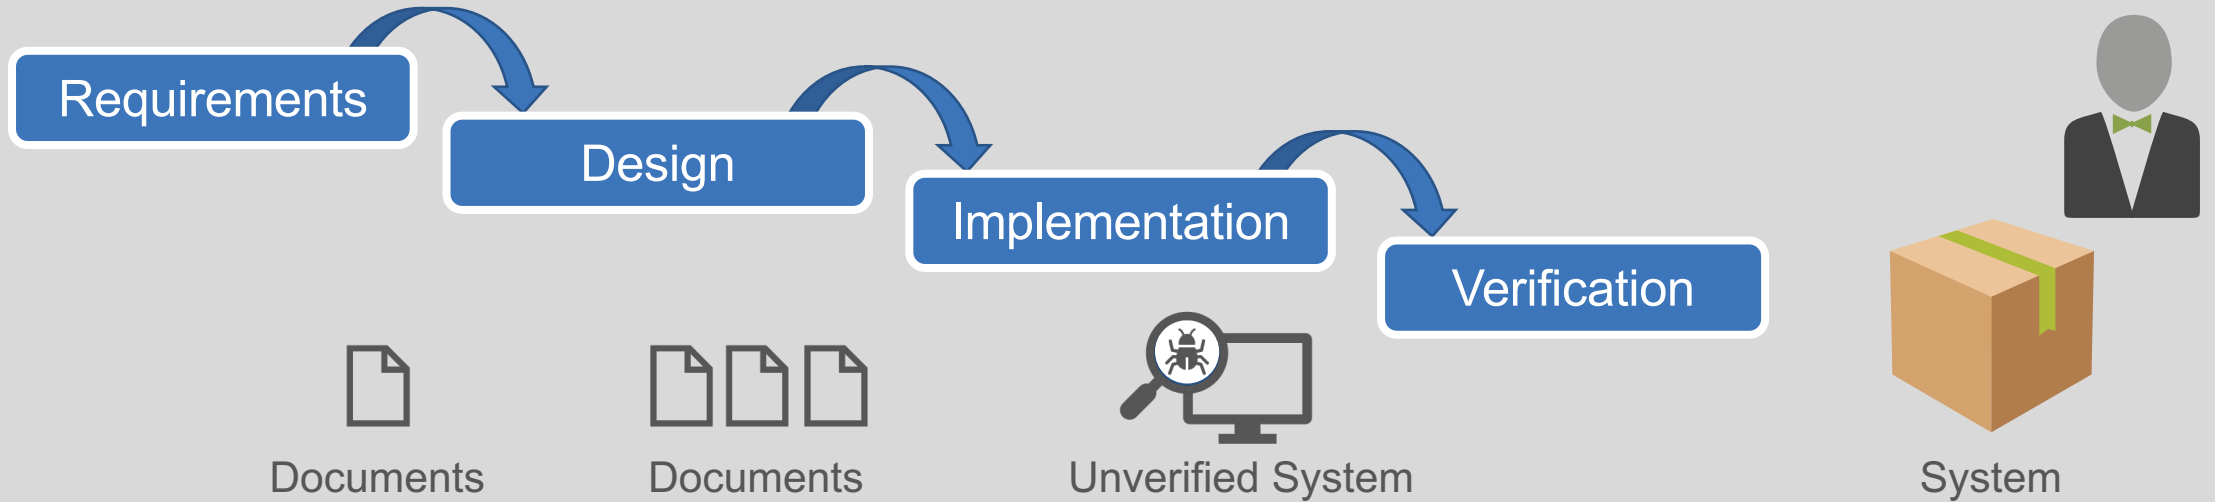 Requirements
Design
Implementation
Verification
Documents
Documents
Unverified System
System